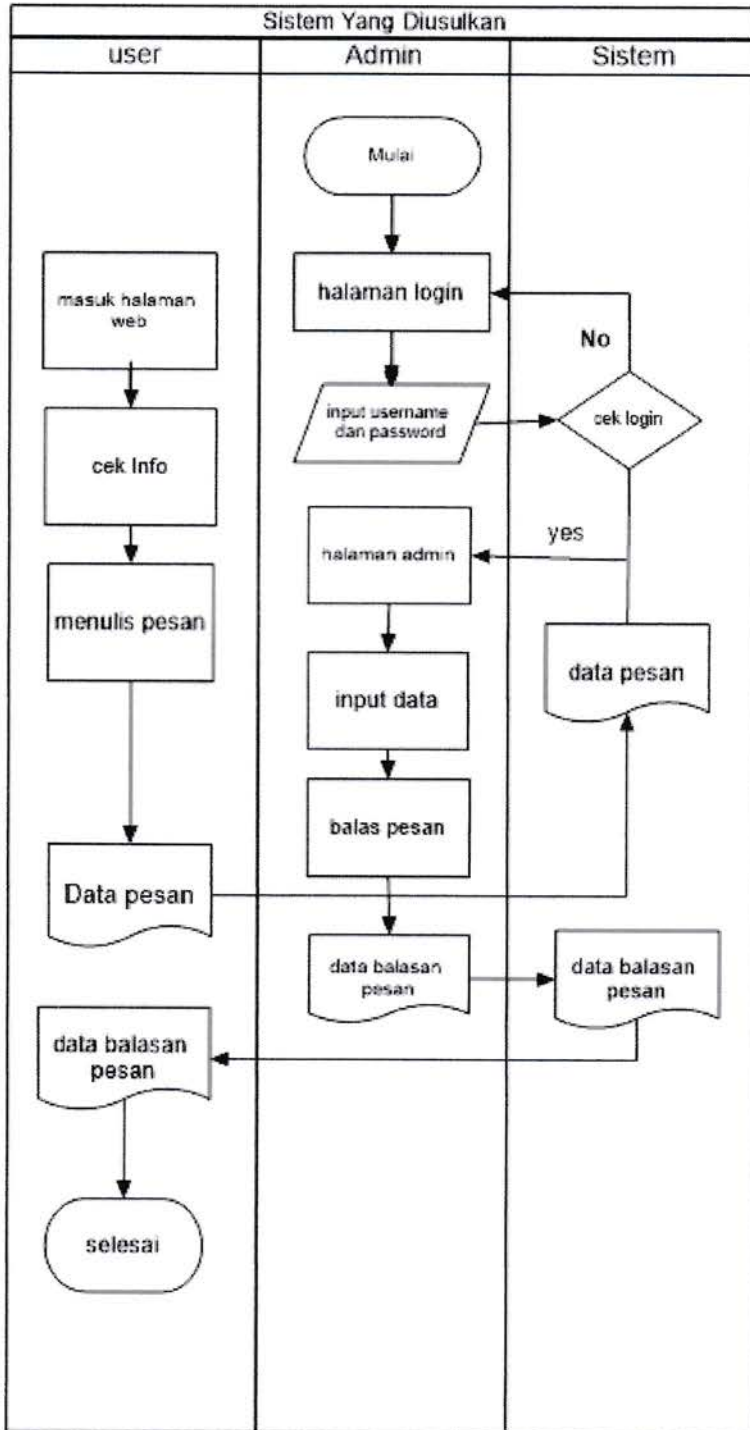 Sistem Yang Diusulkan
user
Admin
Sistem
Mulai
masuk halaman
web
halaman login
No
cek Info
input username
dan password
cek login
halaman admin
yes
menulis pesan
input data
data pesan
balas pesan
Data pesan
data balasan
pesan
data balasan
pesan
data balasan
pesan
selesai